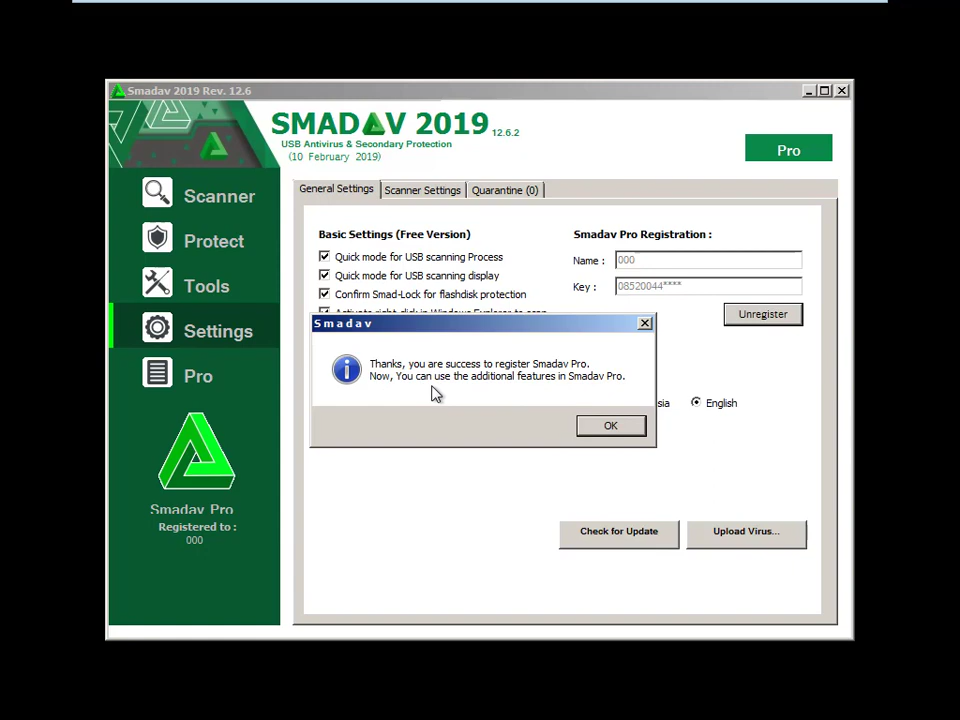 Smadav 2019 Rev. 12.6
SMADAV 2019 12.6.2
USB Antivirus & Secondary Protection
(10 February 2019)
Pro
Scanner
Protect
Tools
Settings
Pro
Smadav Pro
Registered to :
000
General Settings
Scanner Settings
Quarantine (0)
Basic Settings (Free Version)
Quick mode for USB scanning Process
Quick mode for USB scanning display
Confirm Smad-Lock for flashdisk protection
Smadav Pro Registration :
Name : 000
Key : 08520044****
Unregister
Smadav
Thanks, you are success to register Smadav Pro.
Now, You can use the additional features in Smadav Pro.
OK
sia
English
Check for Update
Upload Virus...